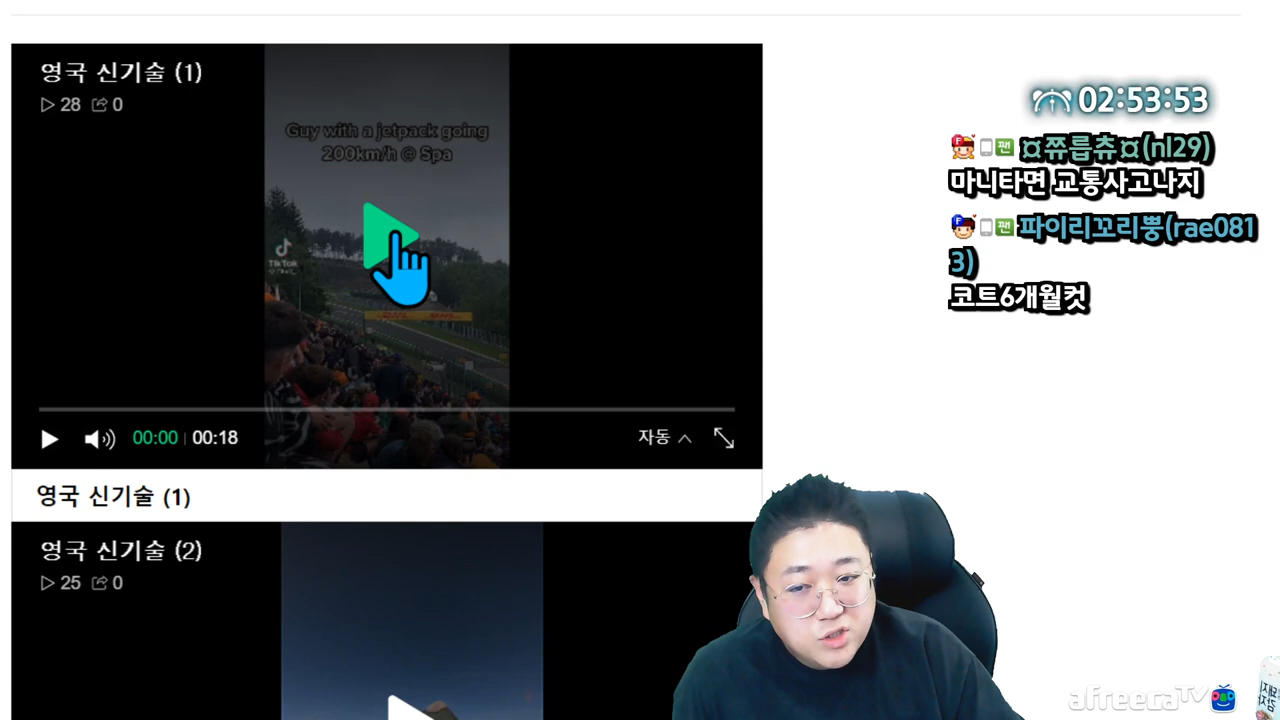 영국 신기술 (1)
28 0
Guy with a jetpack going
200km/h @ Spa
TikTok
00:00 | 00:18
자동
영국 신기술 (1)
영국 신기술 (2)
25 0
02:53:53
팬 ¤쮸릅츄¤(nl29)
마니타면 교통사고나지
팬 파이리꼬리뿡(rae081
3)
코트6개월컷
afreecaTV